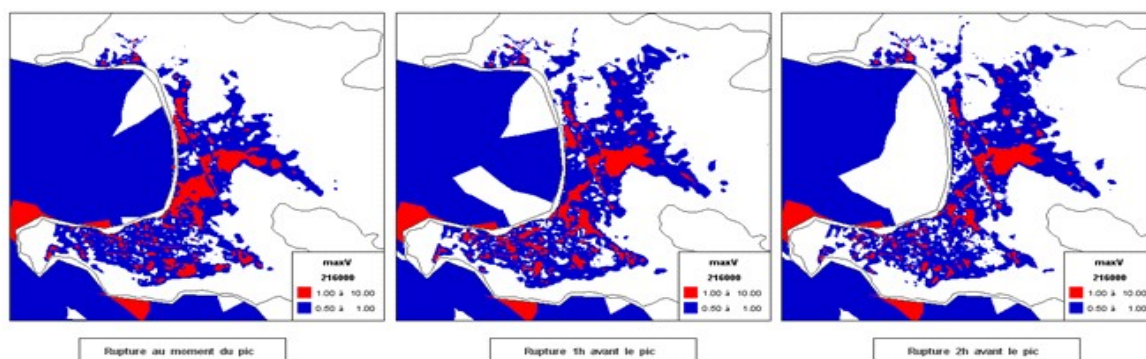 maxV
216000
1.00 à 10.00
0.50 à 1.00
maxV
216000
1.00 à 10.00
0.50 à 1.00
maxV
216000
1.00 à 10.00
0.50 à 1.00
Rupture au moment du pic
Rupture 1h avant le pic
Rupture 2h avant le pic